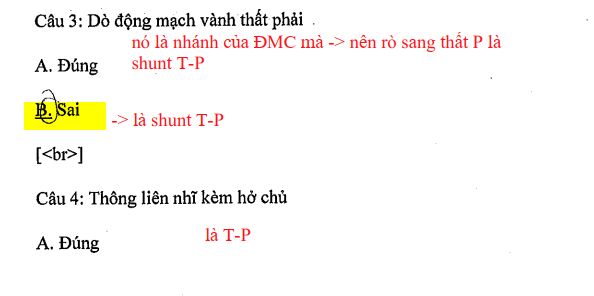 Câu 3: Dò động mạch vành thất phải .
nó là nhánh của ĐMC mà -> nên rò sang thất P là
A. Đúng shunt T-P
B. Sai -> là shunt T-P
[<br>]
Câu 4: Thông liên nhĩ kèm hở chủ
A. Đúng là T-P